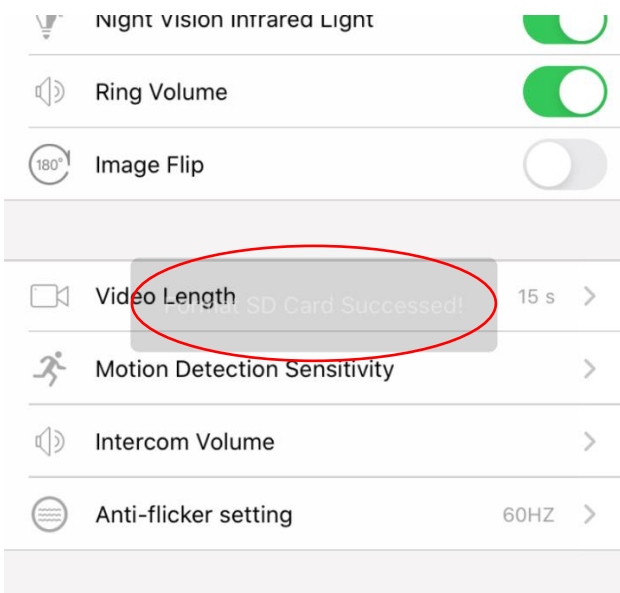 Night Vision Infrared Light
Ring Volume
180°
Image Flip
Video Length
15 s
Format SD Card Successed!
Motion Detection Sensitivity
Intercom Volume
Anti-flicker setting
60HZ